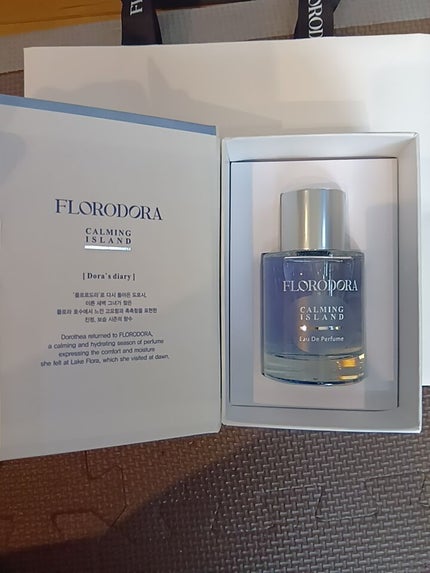 FLORODORA
CALMING
ISLAND
[ Dora's diary ]
'플로르도라'로 다시 돌아온 도로시,
이른 새벽 그녀가 찾은
플로라 호수에서 느낀 고요함과 촉촉함을 표현한
진정, 보습 시즌의 향수
Dorothea returned to FLORODORA,
a calming and hydrating season of perfume
expressing the comfort and moisture
she felt at Lake Flora, which she visited at dawn.
FLORODORA
CALMING
ISLAND
Eau De Perfume